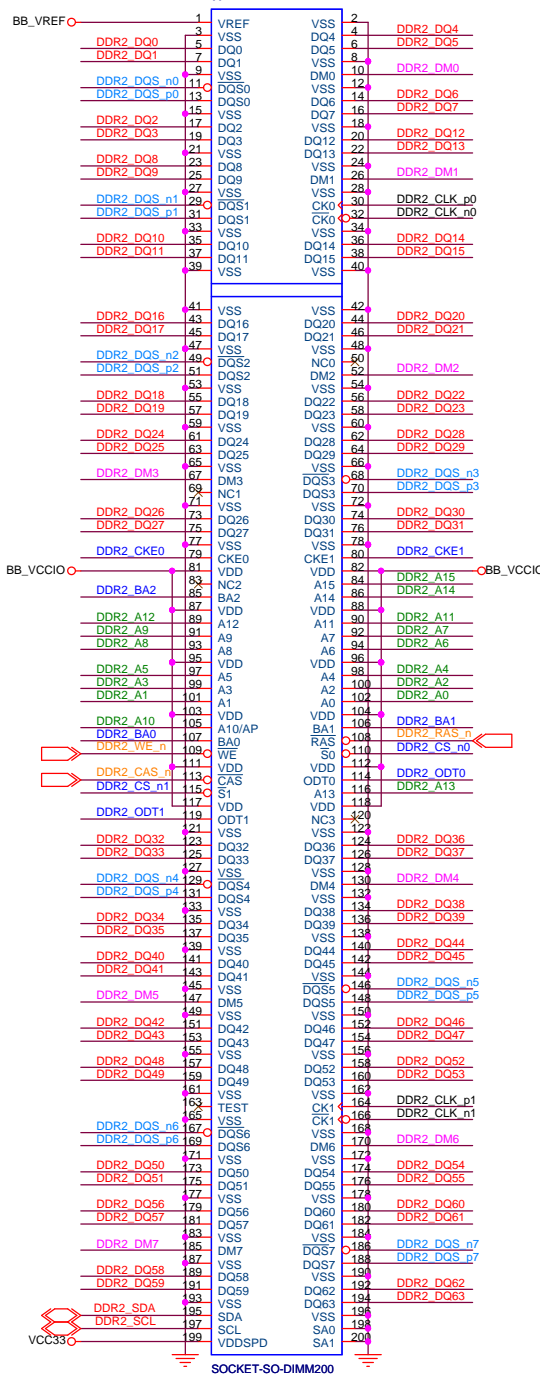 BB_VREF 1 VREF VSS 2
3 VSS DQ4 4 DDR2_DQ4
DDR2_DQ0 5 DQ0 DQ5 6 DDR2_DQ5
DDR2_DQ1 7 DQ1 VSS 8
9 VSS DM0 10 DDR2_DM0
DDR2_DQS_n0 11 DQS0 VSS 12
DDR2_DQS_p0 13 DQS0 DQ6 14 DDR2_DQ6
15 VSS DQ7 16 DDR2_DQ7
DDR2_DQ2 17 DQ2 VSS 18
DDR2_DQ3 19 DQ3 DQ12 20 DDR2_DQ12
21 VSS DQ13 22 DDR2_DQ13
DDR2_DQ8 23 DQ8 VSS 24
DDR2_DQ9 25 DQ9 DM1 26 DDR2_DM1
27 VSS VSS 28
DDR2_DQS_n1 29 DQS1 CK0 30 DDR2_CLK_p0
DDR2_DQS_p1 31 DQS1 CK0 32 DDR2_CLK_n0
33 VSS VSS 34
DDR2_DQ10 35 DQ10 DQ14 36 DDR2_DQ14
DDR2_DQ11 37 DQ11 DQ15 38 DDR2_DQ15
39 VSS VSS 40
41 VSS VSS 42
DDR2_DQ16 43 DQ16 DQ20 44 DDR2_DQ20
DDR2_DQ17 45 DQ17 DQ21 46 DDR2_DQ21
47 VSS VSS 48
DDR2_DQS_n2 49 DQS2 NC0 50
DDR2_DQS_p2 51 DQS2 DM2 52 DDR2_DM2
53 VSS VSS 54
DDR2_DQ18 55 DQ18 DQ22 56 DDR2_DQ22
DDR2_DQ19 57 DQ19 DQ23 58 DDR2_DQ23
59 VSS VSS 60
DDR2_DQ24 61 DQ24 DQ28 62 DDR2_DQ28
DDR2_DQ25 63 DQ25 DQ29 64 DDR2_DQ29
65 VSS VSS 66
DDR2_DM3 67 DM3 DQS3 68 DDR2_DQS_n3
69 NC1 DQS3 70 DDR2_DQS_p3
71 VSS VSS 72
DDR2_DQ26 73 DQ26 DQ30 74 DDR2_DQ30
DDR2_DQ27 75 DQ27 DQ31 76 DDR2_DQ31
77 VSS VSS 78
DDR2_CKE0 79 CKE0 CKE1 80 DDR2_CKE1
BB_VCCIO 81 VDD VDD 82 BB_VCCIO
83 NC2 A15 84 DDR2_A15
DDR2_BA2 85 BA2 A14 86 DDR2_A14
87 VDD VDD 88
DDR2_A12 89 A12 A11 90 DDR2_A11
DDR2_A9 91 A9 A7 92 DDR2_A7
DDR2_A8 93 A8 A6 94 DDR2_A6
95 VDD VDD 96
DDR2_A5 97 A5 A4 98 DDR2_A4
DDR2_A3 99 A3 A2 100 DDR2_A2
DDR2_A1 101 A1 A0 102 DDR2_A0
103 VDD VDD 104
DDR2_A10 105 A10/AP BA1 106 DDR2_BA1
DDR2_BA0 107 BA0 RAS 108 DDR2_RAS_n
DDR2_WE_n 109 WE S0 110 DDR2_CS_n0
111 VDD VDD 112
DDR2_CAS_n 113 CAS ODT0 114 DDR2_ODT0
DDR2_CS_n1 115 S1 A13 116 DDR2_A13
117 VDD VDD 118
DDR2_ODT1 119 ODT1 NC3 120
121 VSS VSS 122
DDR2_DQ32 123 DQ32 DQ36 124 DDR2_DQ36
DDR2_DQ33 125 DQ33 DQ37 126 DDR2_DQ37
127 VSS VSS 128
DDR2_DQS_n4 129 DQS4 DM4 130 DDR2_DM4
DDR2_DQS_p4 131 DQS4 VSS 132
133 VSS DQ38 134 DDR2_DQ38
DDR2_DQ34 135 DQ34 DQ39 136 DDR2_DQ39
DDR2_DQ35 137 DQ35 VSS 138
139 VSS DQ44 140 DDR2_DQ44
DDR2_DQ40 141 DQ40 DQ45 142 DDR2_DQ45
DDR2_DQ41 143 DQ41 VSS 144
145 VSS DQS5 146 DDR2_DQS_n5
DDR2_DM5 147 DM5 DQS5 148 DDR2_DQS_p5
149 VSS VSS 150
DDR2_DQ42 151 DQ42 DQ46 152 DDR2_DQ46
DDR2_DQ43 153 DQ43 DQ47 154 DDR2_DQ47
155 VSS VSS 156
DDR2_DQ48 157 DQ48 DQ52 158 DDR2_DQ52
DDR2_DQ49 159 DQ49 DQ53 160 DDR2_DQ53
161 VSS VSS 162
163 TEST CK1 164 DDR2_CLK_p1
165 VSS CK1 166 DDR2_CLK_n1
DDR2_DQS_n6 167 DQS6 VSS 168
DDR2_DQS_p6 169 DQS6 DM6 170 DDR2_DM6
171 VSS VSS 172
DDR2_DQ50 173 DQ50 DQ54 174 DDR2_DQ54
DDR2_DQ51 175 DQ51 DQ55 176 DDR2_DQ55
177 VSS VSS 178
DDR2_DQ56 179 DQ56 DQ60 180 DDR2_DQ60
DDR2_DQ57 181 DQ57 DQ61 182 DDR2_DQ61
183 VSS VSS 184
DDR2_DM7 185 DM7 DQS7 186 DDR2_DQS_n7
187 VSS DQS7 188 DDR2_DQS_p7
DDR2_DQ58 189 DQ58 VSS 190
DDR2_DQ59 191 DQ59 DQ62 192 DDR2_DQ62
193 VSS DQ63 194 DDR2_DQ63
DDR2_SDA 195 SDA VSS 196
DDR2_SCL 197 SCL SA0 198
VCC33 199 VDDSPD SA1 200
SOCKET-SO-DIMM200